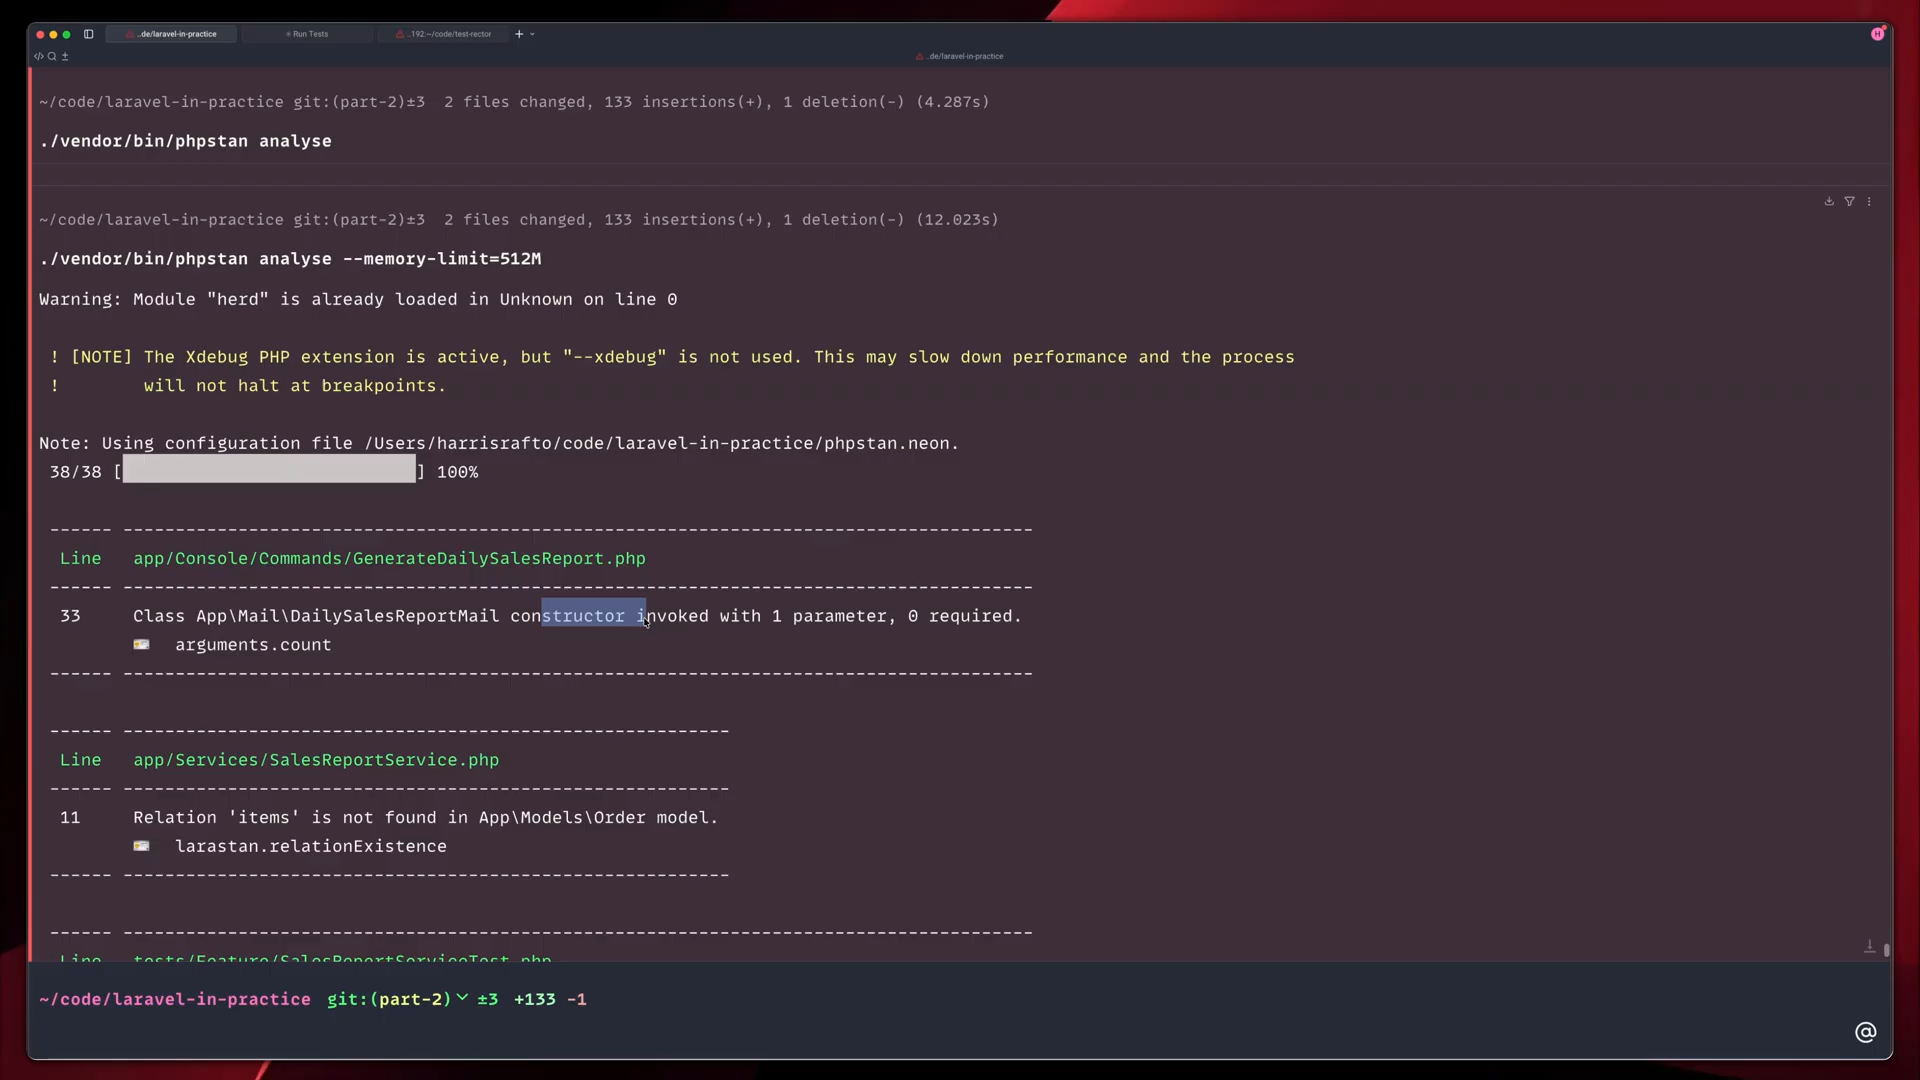 ..de/laravel-in-practice
Run Tests
..192:~/code/test-rector
H
..de/laravel-in-practice
~/code/laravel-in-practice git:(part-2)±3  2 files changed, 133 insertions(+), 1 deletion(-) (4.287s)
./vendor/bin/phpstan analyse
~/code/laravel-in-practice git:(part-2)±3  2 files changed, 133 insertions(+), 1 deletion(-) (12.023s)
./vendor/bin/phpstan analyse --memory-limit=512M
Warning: Module "herd" is already loaded in Unknown on line 0
! [NOTE] The Xdebug PHP extension is active, but "--xdebug" is not used. This may slow down performance and the process
!        will not halt at breakpoints.
Note: Using configuration file /Users/harrisrafto/code/laravel-in-practice/phpstan.neon.
38/38 [                            ] 100%
------ ---------------------------------------------------------------------------------------
Line   app/Console/Commands/GenerateDailySalesReport.php
------ ---------------------------------------------------------------------------------------
33     Class App\Mail\DailySalesReportMail constructor invoked with 1 parameter, 0 required.
🪪  arguments.count
------ ---------------------------------------------------------------------------------------
------ ----------------------------------------------------------
Line   app/Services/SalesReportService.php
------ ----------------------------------------------------------
11     Relation 'items' is not found in App\Models\Order model.
🪪  larastan.relationExistence
------ ----------------------------------------------------------
------ ---------------------------------------------------------------------------------------
Line   tests/Feature/SalesReportServiceTest.php
~/code/laravel-in-practice git:(part-2) ±3 +133 -1
@